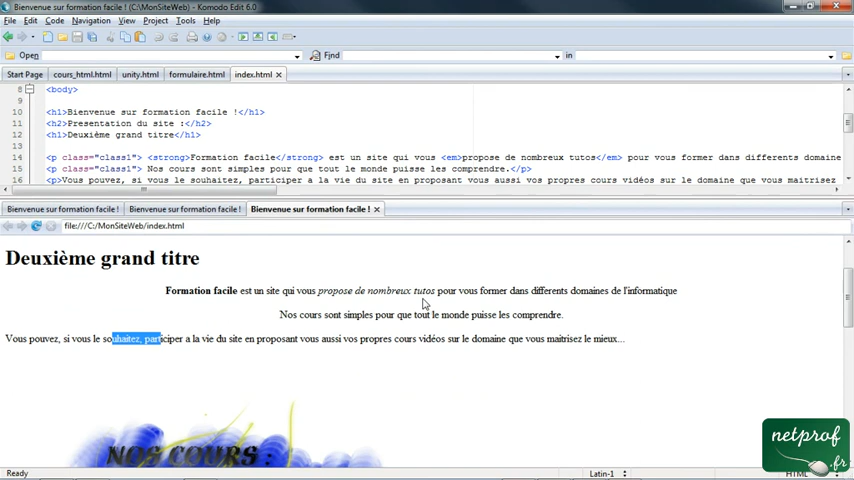 Bienvenue sur formation facile ! (C:\MonSiteWeb) - Komodo Edit 6.0
File Edit Code Navigation View Project Tools Help
Open Find in
Start Page cours_html.html unity.html formulaire.html index.html
8 <body>
9
10 <h1>Bienvenue sur formation facile !</h1>
11 <h2>Presentation du site :</h2>
12 <h1>Deuxième grand titre</h1>
13
14 <p class="class1"> <strong>Formation facile</strong> est un site qui vous <em>propose de nombreux tutos</em> pour vous former dans differents domaine
15 <p class="class1"> Nos cours sont simples pour que tout le monde puisse les comprendre.</p>
16 <p>Vous pouvez, si vous le souhaitez, participer a la vie du site en proposant vous aussi vos propres cours vidéos sur le domaine que vous maitrisez
Bienvenue sur formation facile ! Bienvenue sur formation facile ! Bienvenue sur formation facile !
file:///C:/MonSiteWeb/index.html
Deuxième grand titre
Formation facile est un site qui vous propose de nombreux tutos pour vous former dans differents domaines de l'informatique
Nos cours sont simples pour que tout le monde puisse les comprendre.
Vous pouvez, si vous le souhaitez, participer a la vie du site en proposant vous aussi vos propres cours vidéos sur le domaine que vous maitrisez le mieux...
NOS COURS :
netprof
.fr
Ready Latin-1 HTML